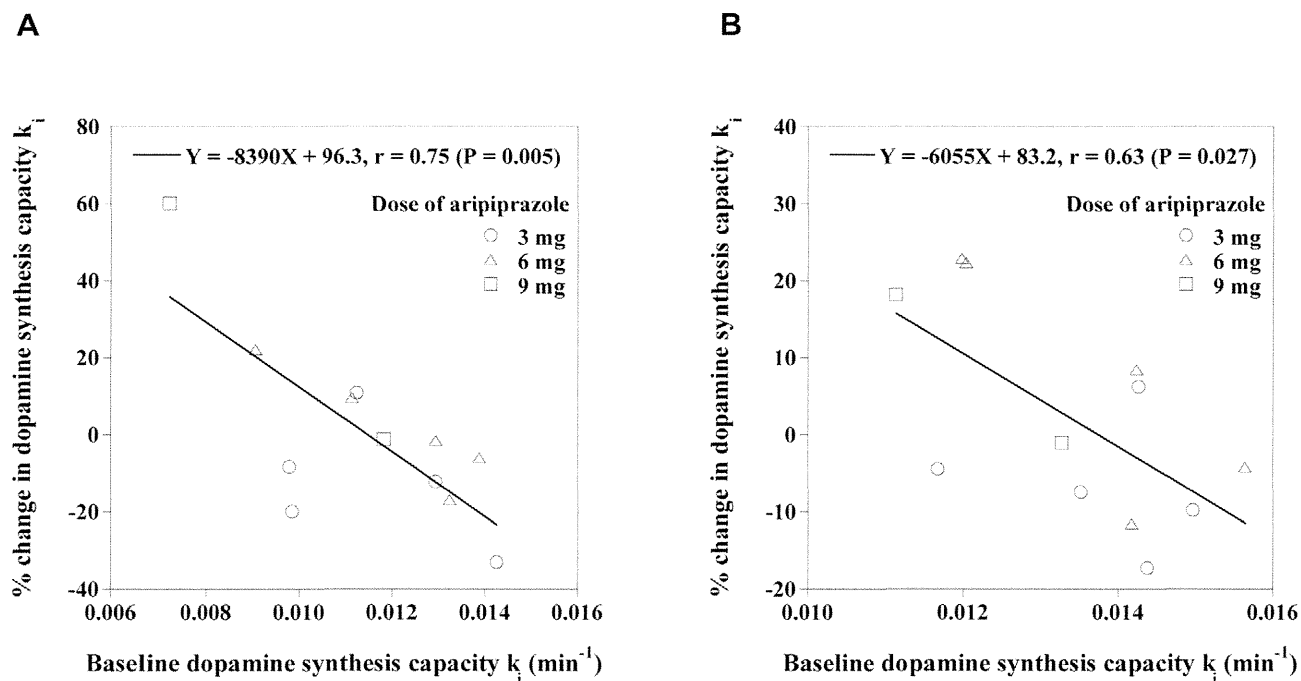 A
% change in dopamine synthesis capacity ki
80
60
40
20
0
-20
-40
Y = -8390X + 96.3, r = 0.75 (P = 0.005)
Dose of aripiprazole
3 mg
6 mg
9 mg
0.006 0.008 0.010 0.012 0.014 0.016
Baseline dopamine synthesis capacity ki (min-1)
B
% change in dopamine synthesis capacity ki
40
30
20
10
0
-10
-20
Y = -6055X + 83.2, r = 0.63 (P = 0.027)
Dose of aripiprazole
3 mg
6 mg
9 mg
0.010 0.012 0.014 0.016
Baseline dopamine synthesis capacity ki (min-1)